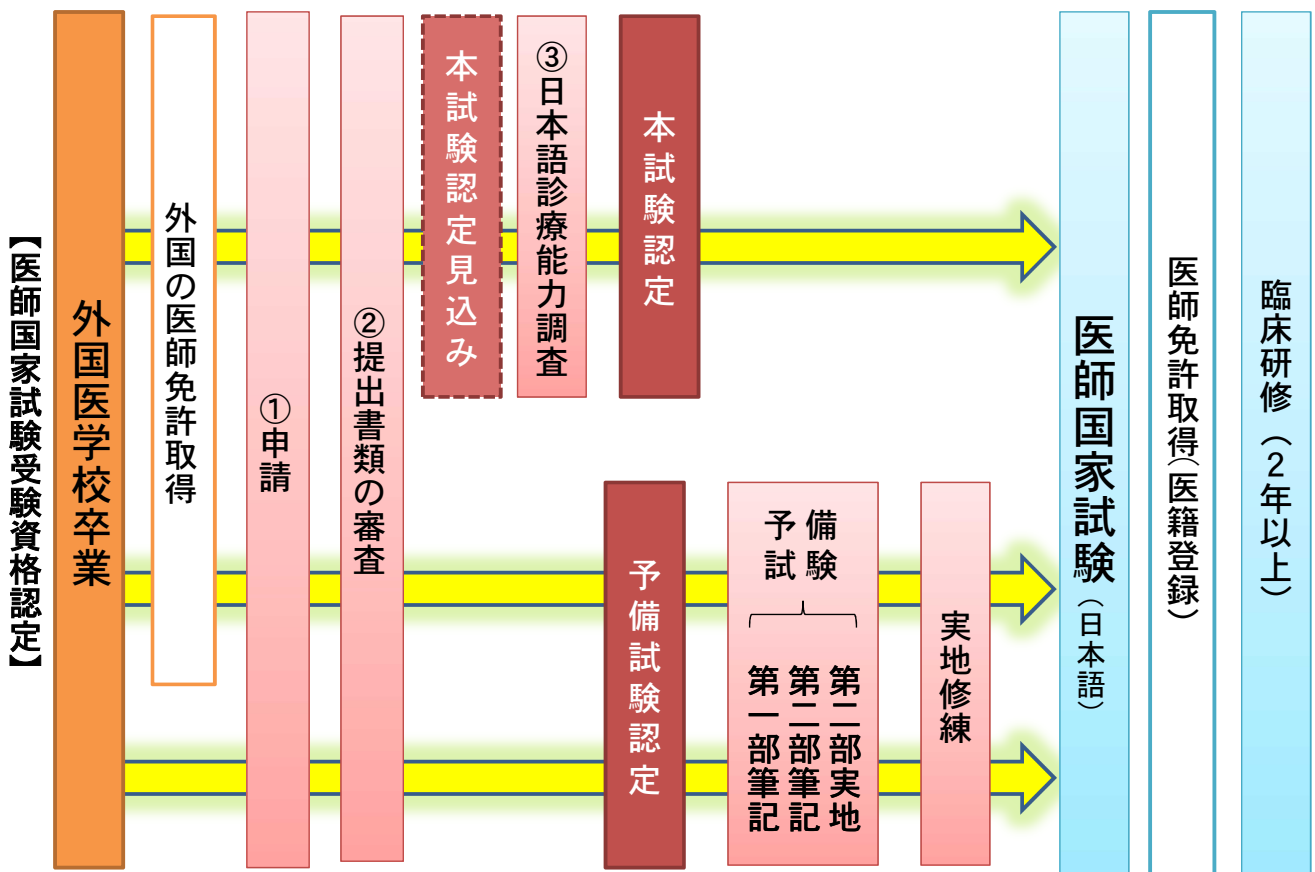 【医師国家試験受験資格認定】
外国医学校卒業
外国の医師免許取得
①申請
②提出書類の審査
本試験認定見込み
③日本語診療能力調査
本試験認定
予備試験認定
予備
試験
第一部筆記
第二部筆記
第二部実地
実地修練
医師国家試験（日本語）
医師免許取得（医籍登録）
臨床研修（２年以上）